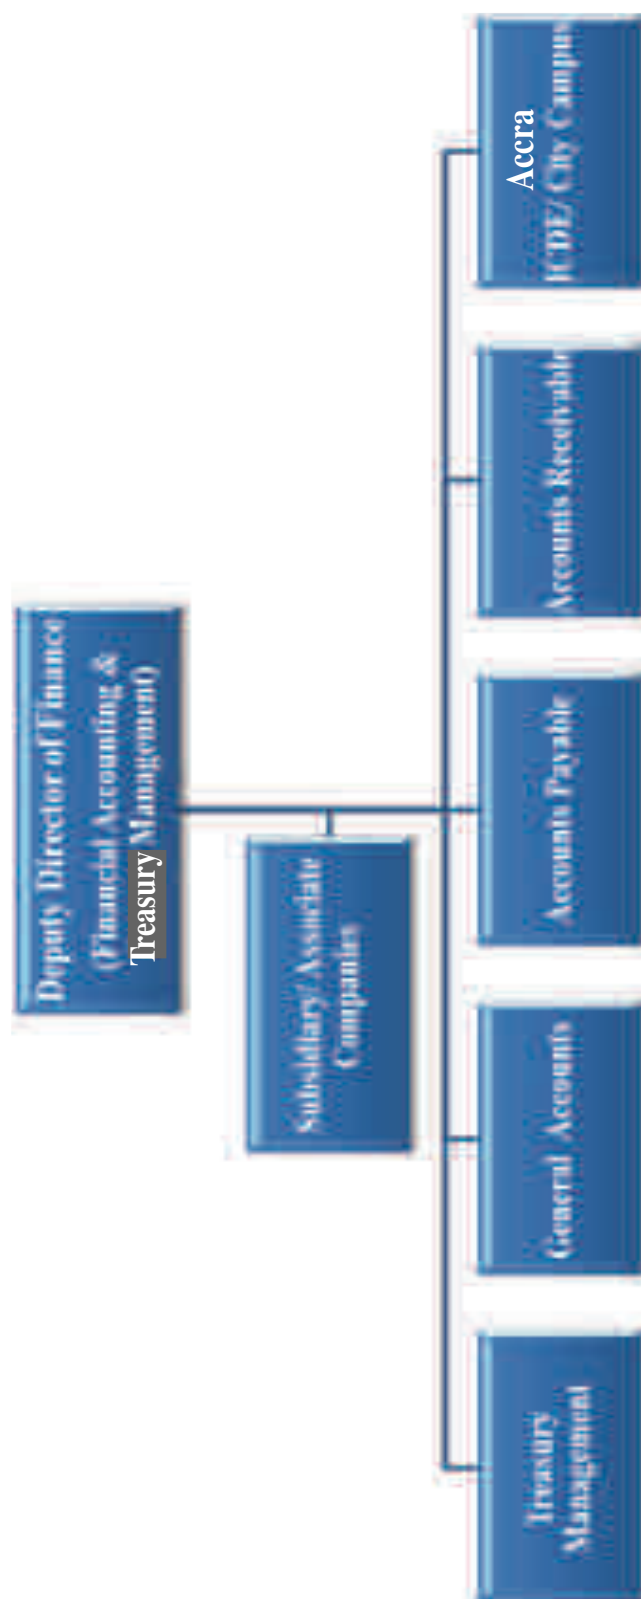 Deputy Director of Finance
(Financial Accounting &
Treasury Management)
Subsidiary/Associate
Companies
Treasury
Management
General Accounts
Accounts Payable
Accounts Receivable
Accra
ICDE/ City Campus